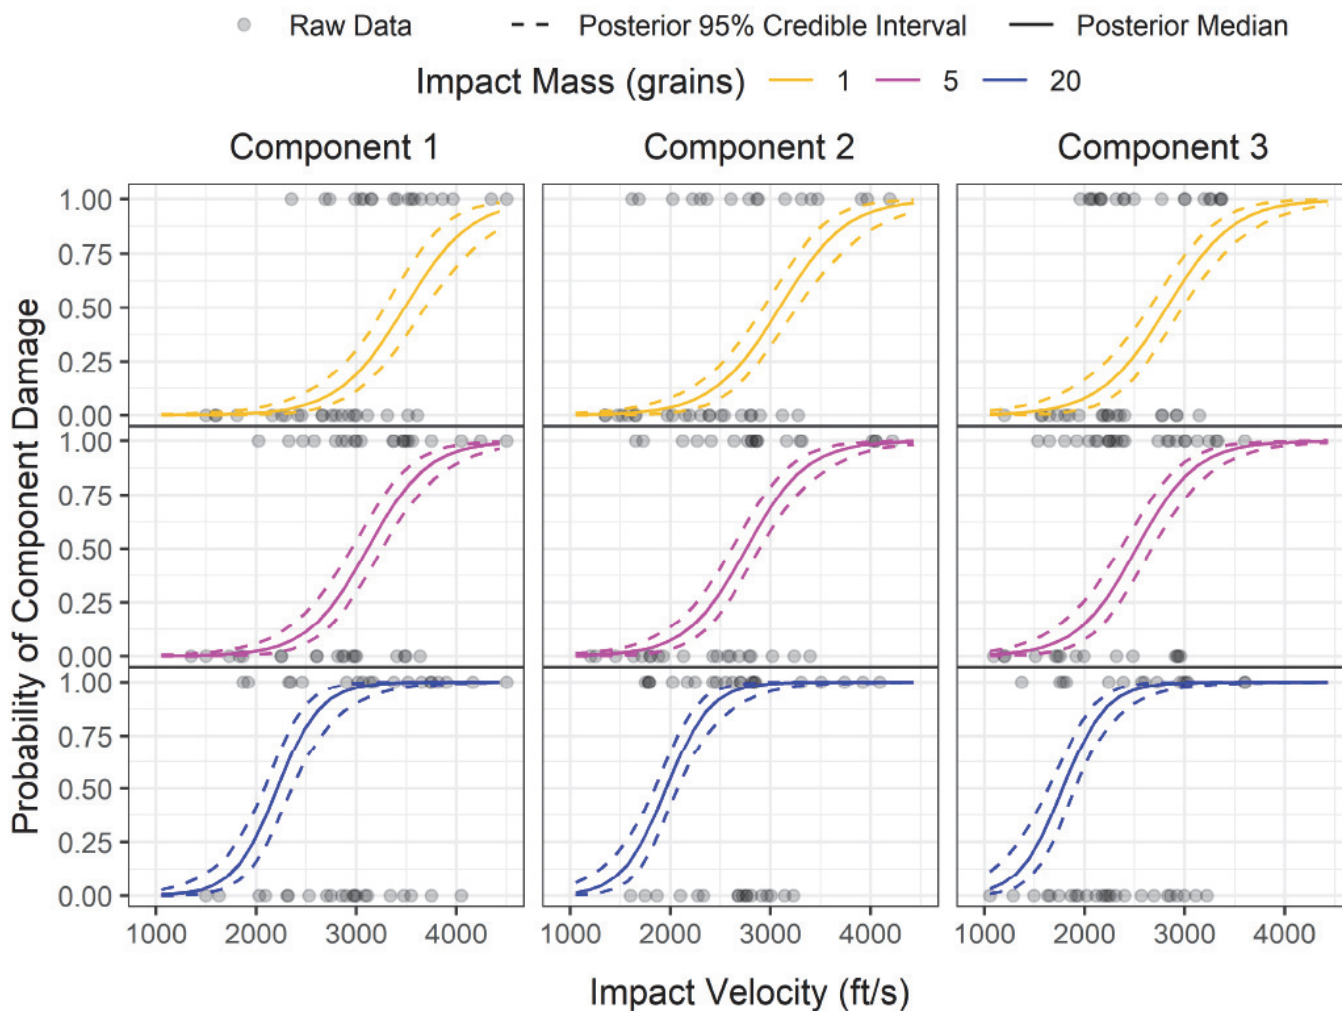 Raw Data Posterior 95% Credible Interval Posterior Median
Impact Mass (grains) 1 5 20
Component 1 Component 2 Component 3
Probability of Component Damage
1.00
0.75
0.50
0.25
0.00
1.00
0.75
0.50
0.25
0.00
1.00
0.75
0.50
0.25
0.00
1000 2000 3000 4000 1000 2000 3000 4000 1000 2000 3000 4000
Impact Velocity (ft/s)